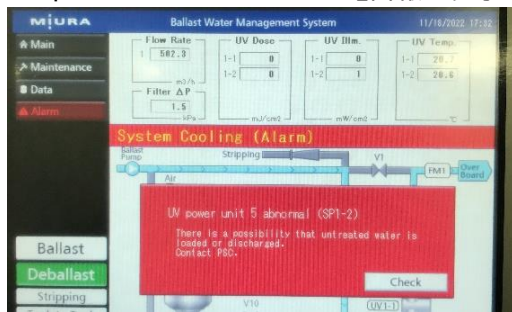 MIURA
Ballast Water Management System
11/18/2022 17:32
Main
Maintenance
Data
Alarm
Flow Rate
1 502.3
m3/h
Filter ΔP
1.5
kPa
UV Dose
1-1 0
1-2 0
mJ/cm2
UV Illm.
1-1 0
1-2 1
mW/cm2
UV Temp.
1-1 20.7
1-2 20.6
℃
System Cooling (Alarm)
Ballast
Pump
Stripping
V1
FM1
Over
Board
Air
UV power unit 5 abnormal (SP1-2)
There is a possibility that untreated water is
loaded or discharged.
Contact PSC.
Check
Ballast
Deballast
Stripping
V10
UV1-1